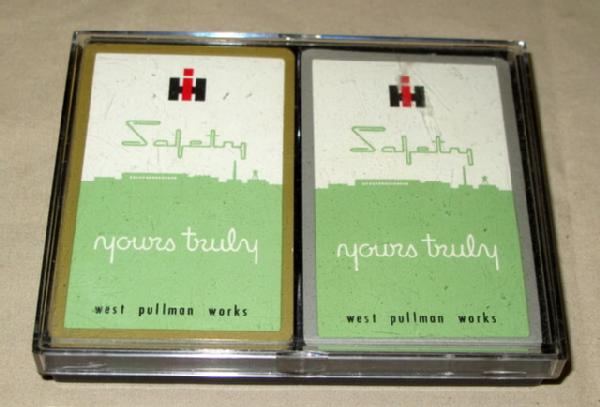 IH
Safety
yours truly
west pullman works
IH
Safety
yours truly
west pullman works